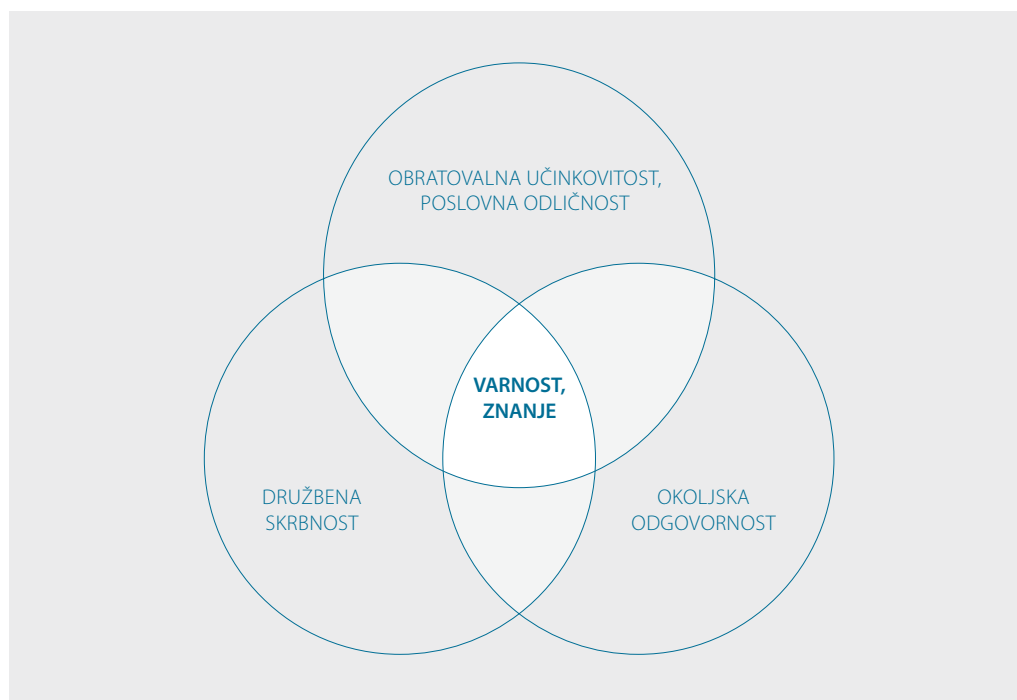 OBRATOVALNA UČINKOVITOST,
POSLOVNA ODLIČNOST
VARNOST,
ZNANJE
DRUŽBENA
SKRBNOST
OKOLJSKA
ODGOVORNOST